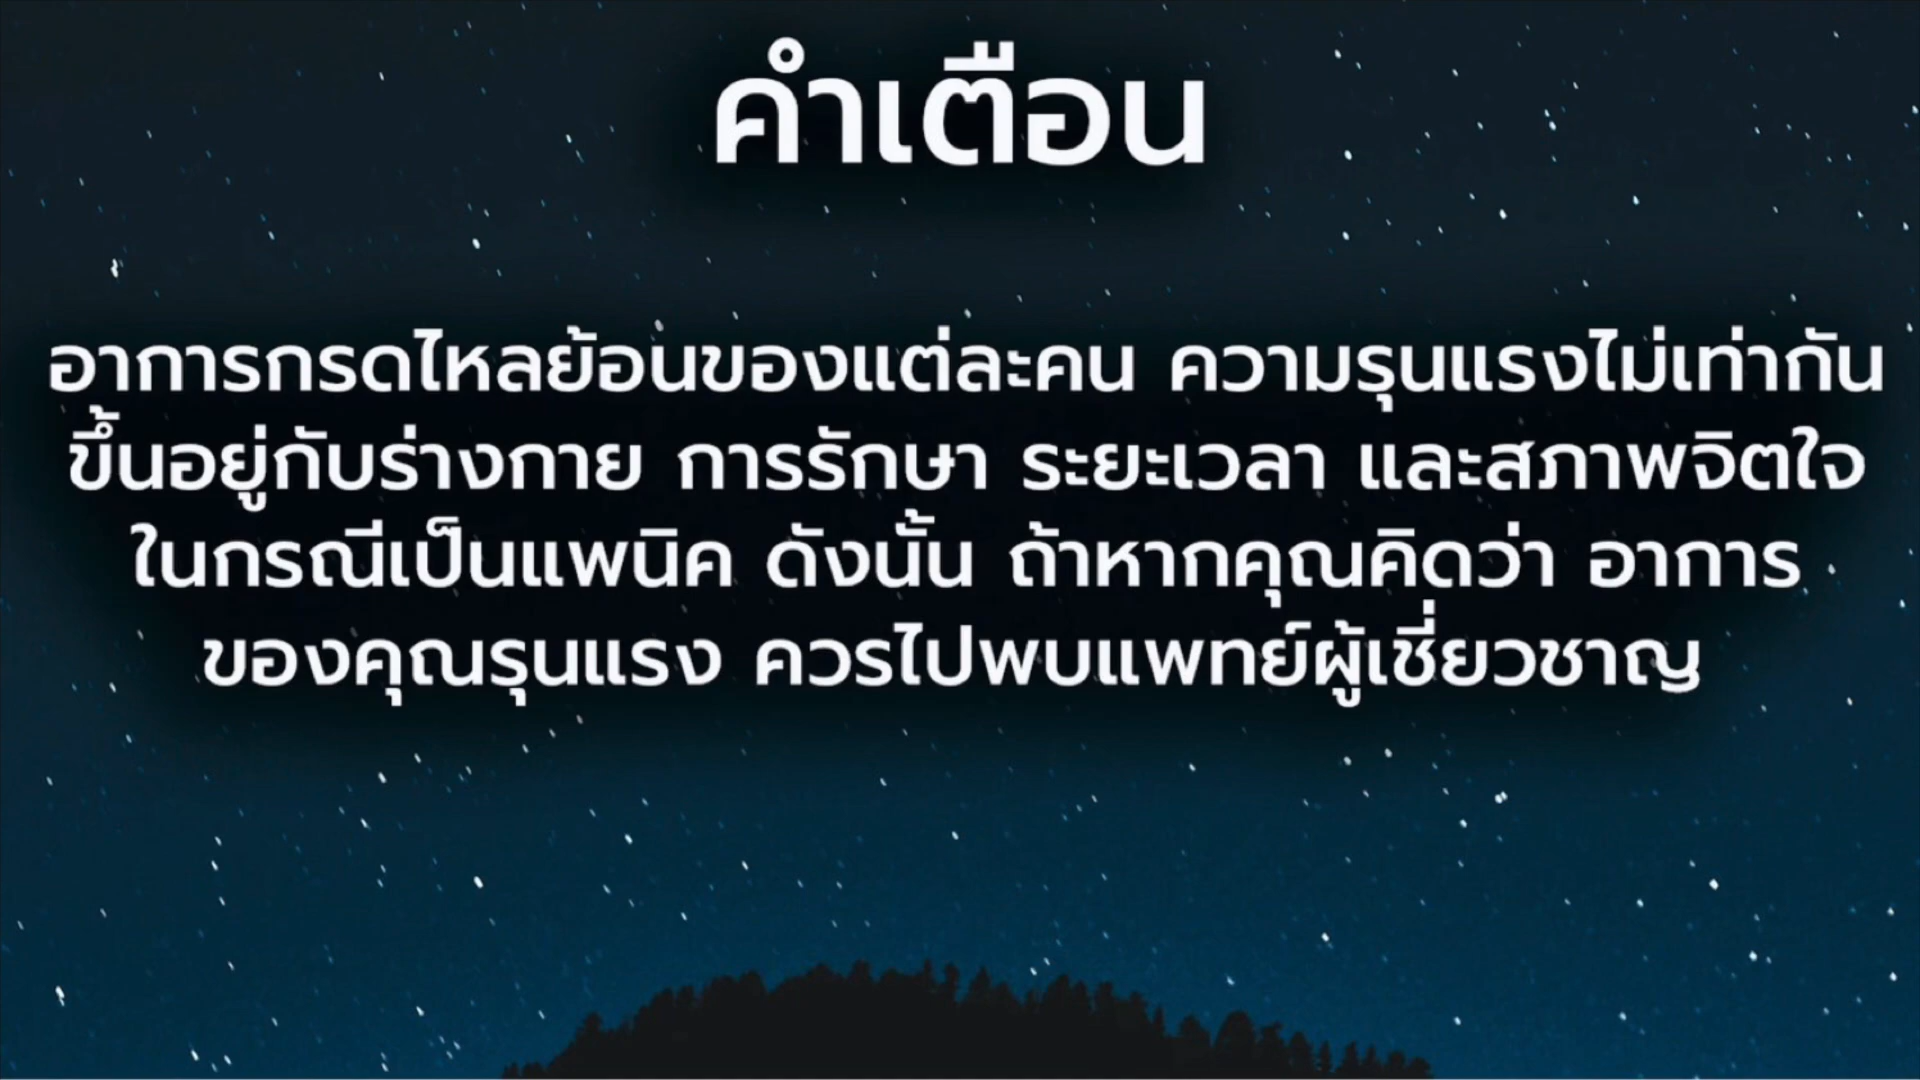 คำเตือน
อาการกรดไหลย้อนของแต่ละคน ความรุนแรงไม่เท่ากัน
ขึ้นอยู่กับร่างกาย การรักษา ระยะเวลา และสภาพจิตใจ
ในกรณีเป็นแพนิค ดังนั้น ถ้าหากคุณคิดว่า อาการ
ของคุณรุนแรง ควรไปพบแพทย์ผู้เชี่ยวชาญ